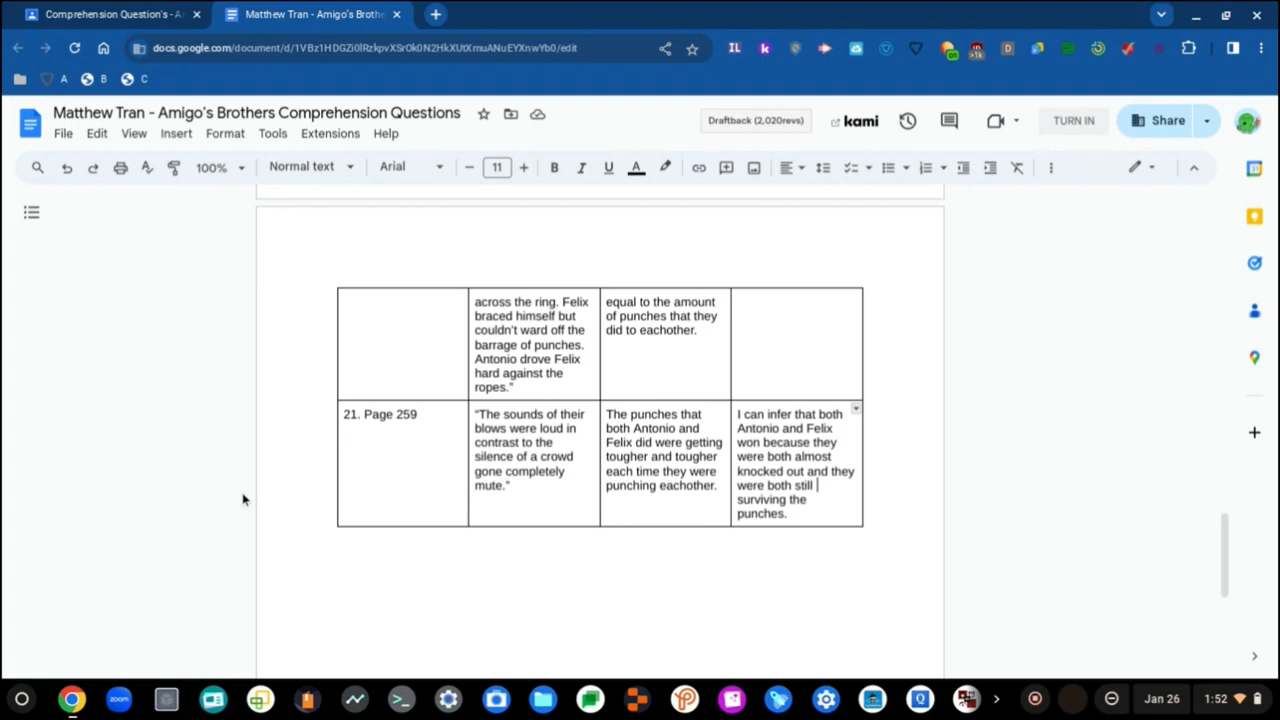 Comprehension Question's - A
Matthew Tran - Amigo's Brothe
docs.google.com/document/d/1VBz1HDGZi0lRzkpvXSrOk0N2HkXUtXmuANuEYXnwYb0/edit
A
B
C
Matthew Tran - Amigo's Brothers Comprehension Questions
File Edit View Insert Format Tools Extensions Help
Draftback (2,020revs)
kami
TURN IN
Share
100%
Normal text
Arial
11
B I U A
across the ring. Felix
braced himself but
couldn't ward off the
barrage of punches.
Antonio drove Felix
hard against the
ropes."
equal to the amount
of punches that they
did to eachother.
21. Page 259
"The sounds of their
blows were loud in
contrast to the
silence of a crowd
gone completely
mute."
The punches that
both Antonio and
Felix did were getting
tougher and tougher
each time they were
punching eachother.
I can infer that both
Antonio and Felix
won because they
were both almost
knocked out and they
were both still
surviving the
punches.
zoom
Jan 26
1:52